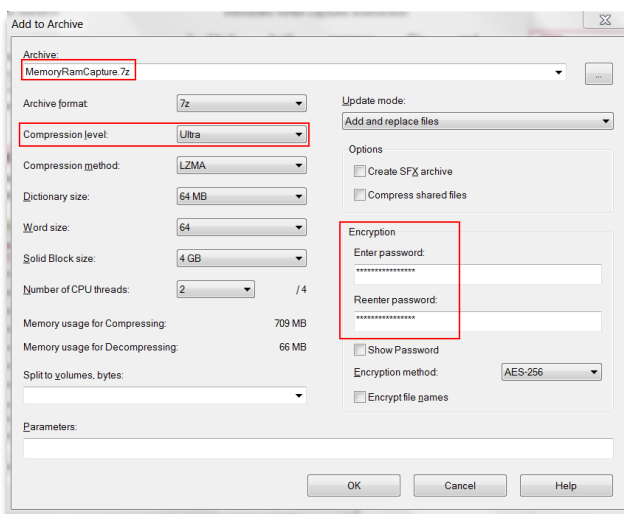 Add to Archive
Archive:
MemoryRamCapture.7z
...
Archive format: 7z
Compression level: Ultra
Compression method: LZMA
Dictionary size: 64 MB
Word size: 64
Solid Block size: 4 GB
Number of CPU threads: 2 / 4
Memory usage for Compressing: 709 MB
Memory usage for Decompressing: 66 MB
Split to volumes, bytes:
Update mode:
Add and replace files
Options
Create SFX archive
Compress shared files
Encryption
Enter password:
****************
Reenter password:
****************
Show Password
Encryption method: AES-256
Encrypt file names
Parameters:
OK Cancel Help